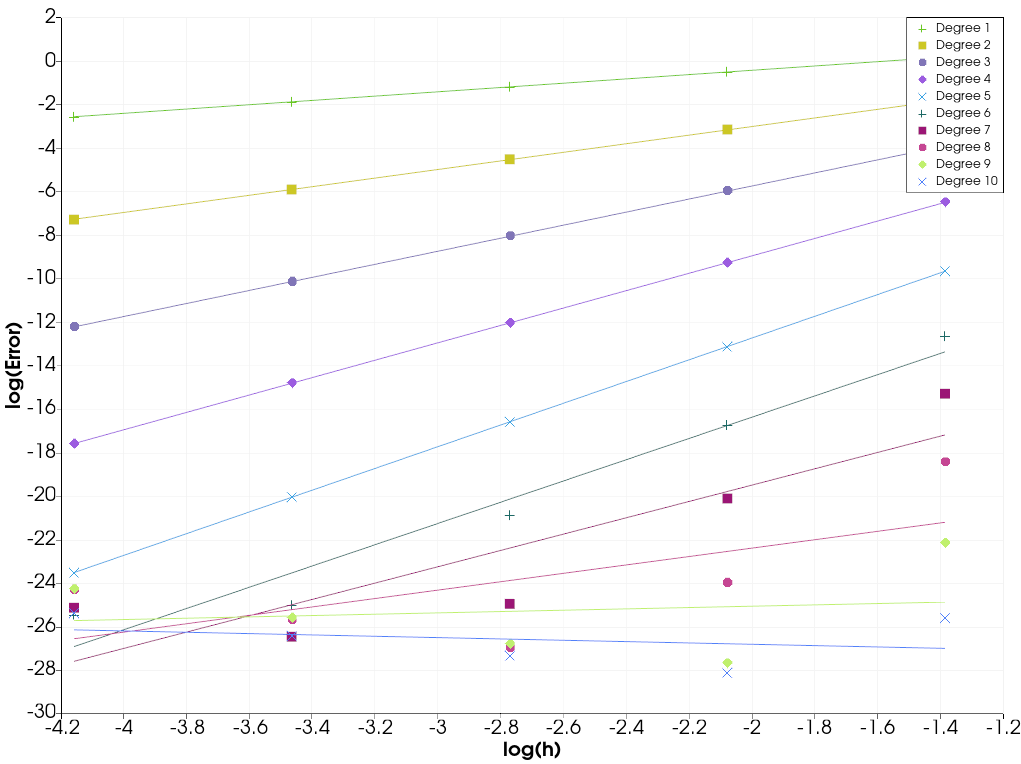 2
0
-2
-4
-6
-8
-10
-12
-14
-16
-18
-20
-22
-24
-26
-28
-30
log(Error)
Degree 1
Degree 2
Degree 3
Degree 4
Degree 5
Degree 6
Degree 7
Degree 8
Degree 9
Degree 10
-4.2 -4 -3.8 -3.6 -3.4 -3.2 -3 -2.8 -2.6 -2.4 -2.2 -2 -1.8 -1.6 -1.4 -1.2
log(h)